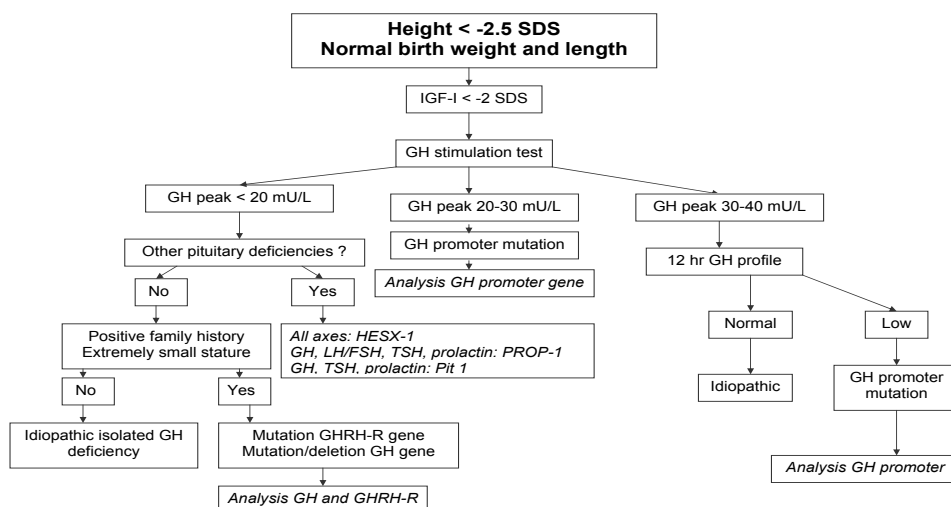 Height < -2.5 SDS
Normal birth weight and length
IGF-I < -2 SDS
GH stimulation test
GH peak < 20 mU/L
GH peak 20-30 mU/L
GH peak 30-40 mU/L
Other pituitary deficiencies ?
GH promoter mutation
12 hr GH profile
Analysis GH promoter gene
No
Yes
Normal
Low
Positive family history
Extremely small stature
All axes: HESX-1
GH, LH/FSH, TSH, prolactin: PROP-1
GH, TSH, prolactin: Pit 1
No
Yes
Idiopathic
GH promoter
mutation
Idiopathic isolated GH
deficiency
Mutation GHRH-R gene
Mutation/deletion GH gene
Analysis GH promoter
Analysis GH and GHRH-R